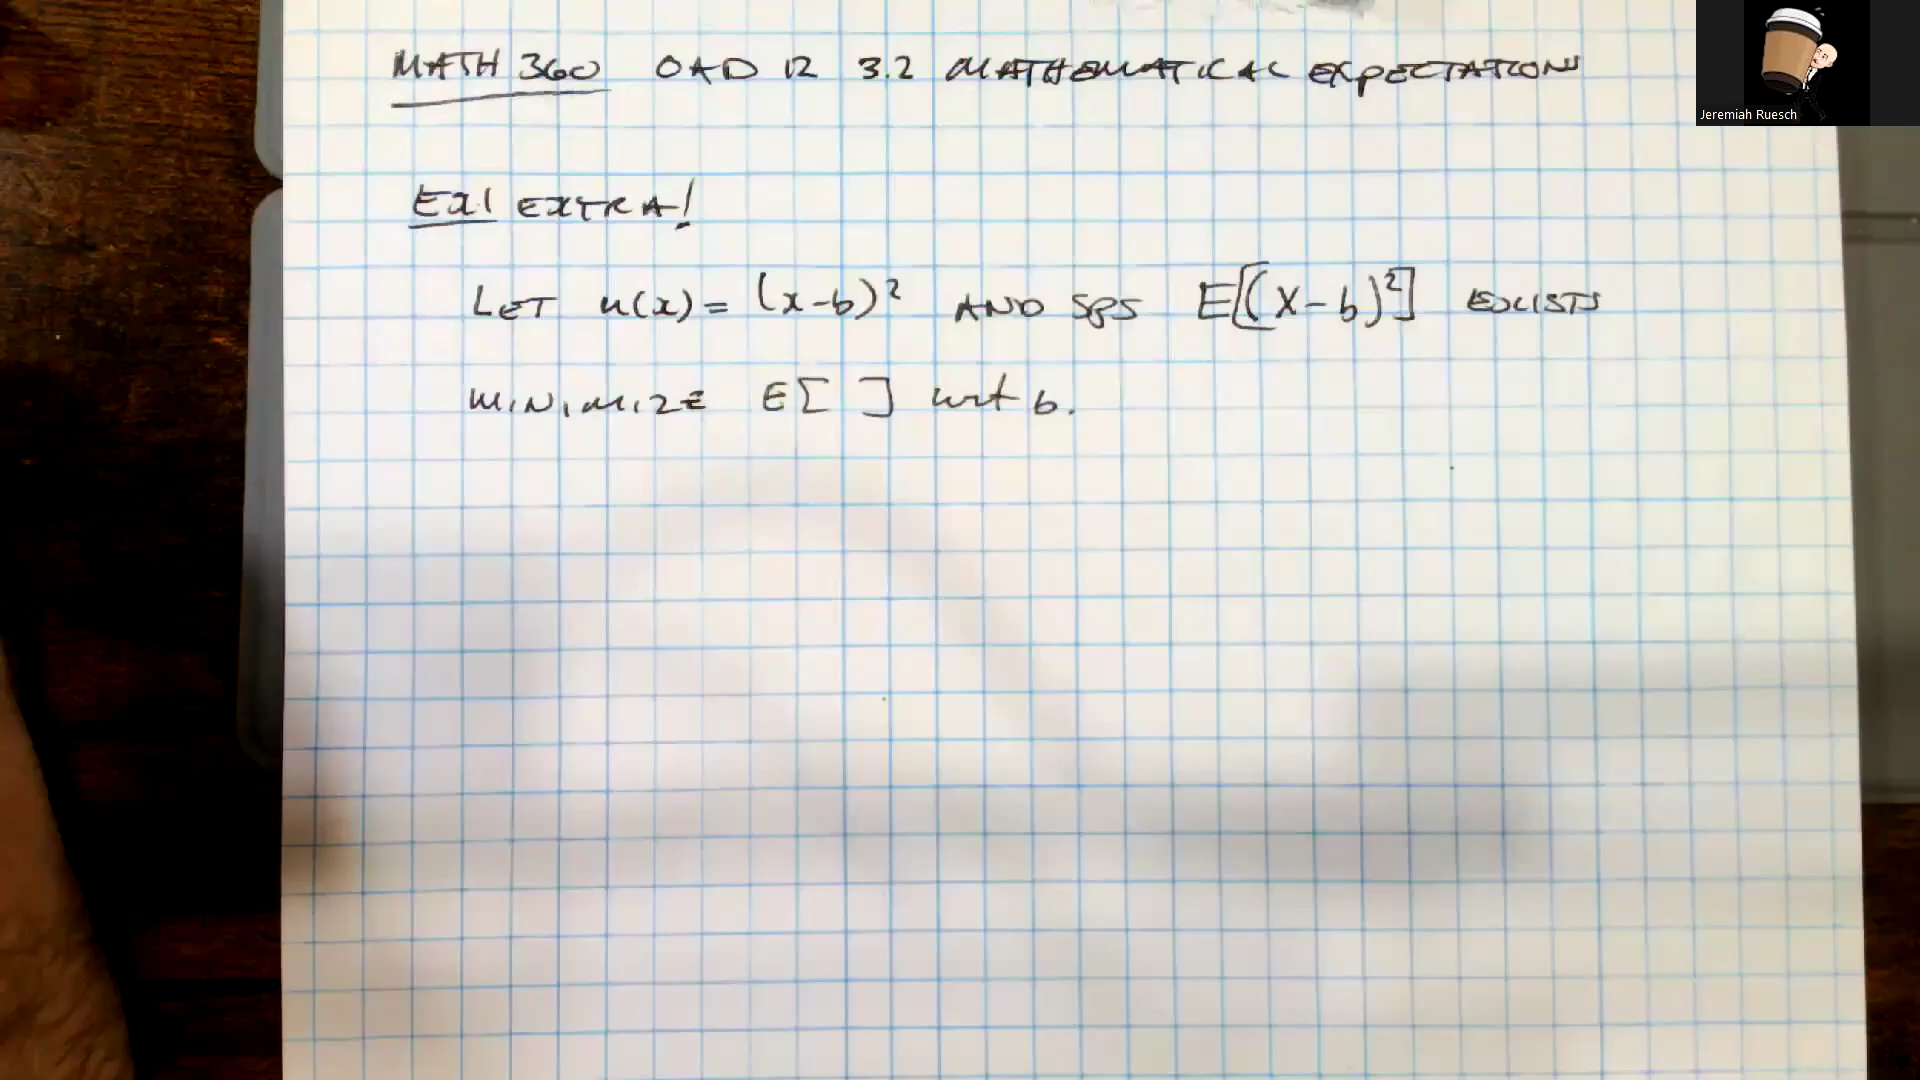 MATH 360 OAD 12 3.2 MATHEMATICAL EXPECTATIONS
Jeremiah Ruesch
EX1 EXTRA!
LET u(x) = (x-b)² AND SPS E[(X-b)²] EXISTS
MINIMIZE E[ ] wrt b.